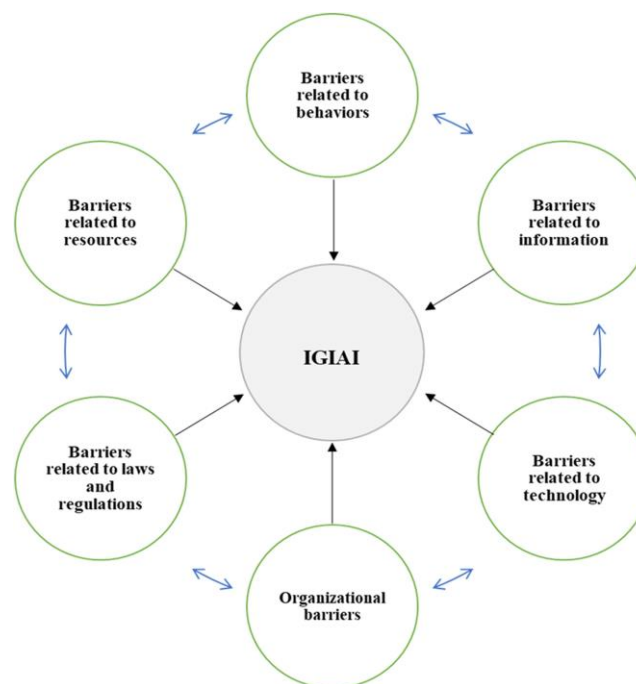 Barriers
related to
behaviors
Barriers
related to
resources
Barriers
related to
information
IGIAI
Barriers
related to laws
and
regulations
Barriers
related to
technology
Organizational
barriers